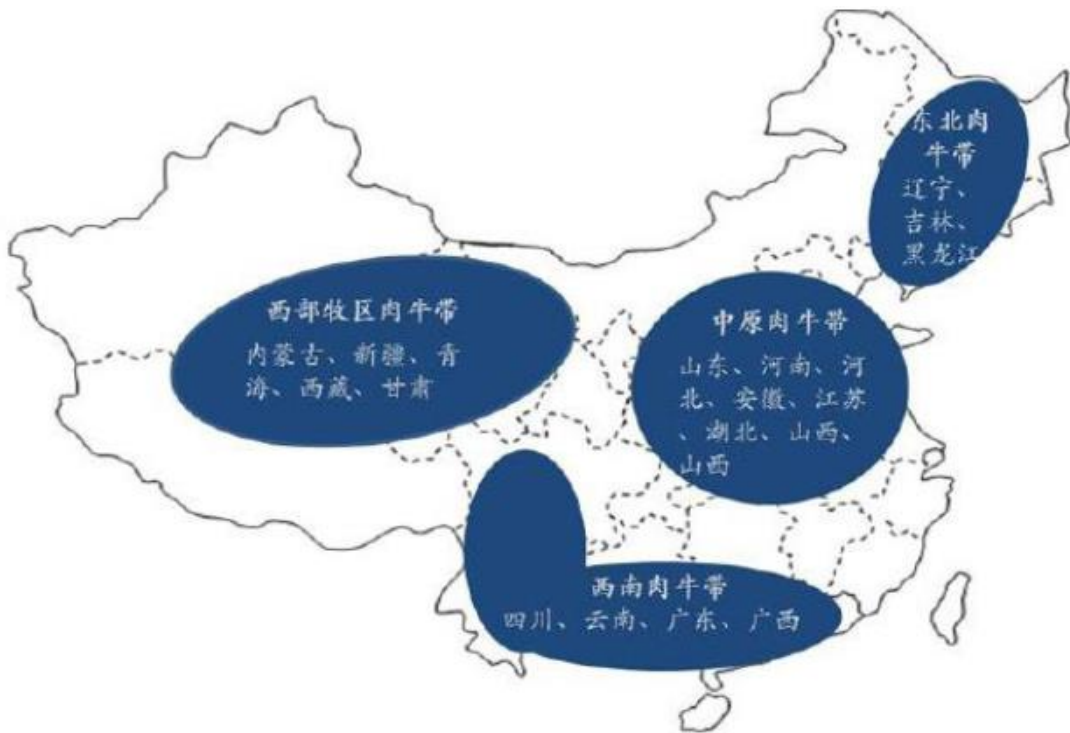 东北肉
牛带
辽宁、
吉林、
黑龙江
西部牧区肉牛带
内蒙古、新疆、青
海、西藏、甘肃
中原肉牛带
山东、河南、河
北、安徽、江苏
、湖北、山西、
山西
西南肉牛带
四川、云南、广东、广西